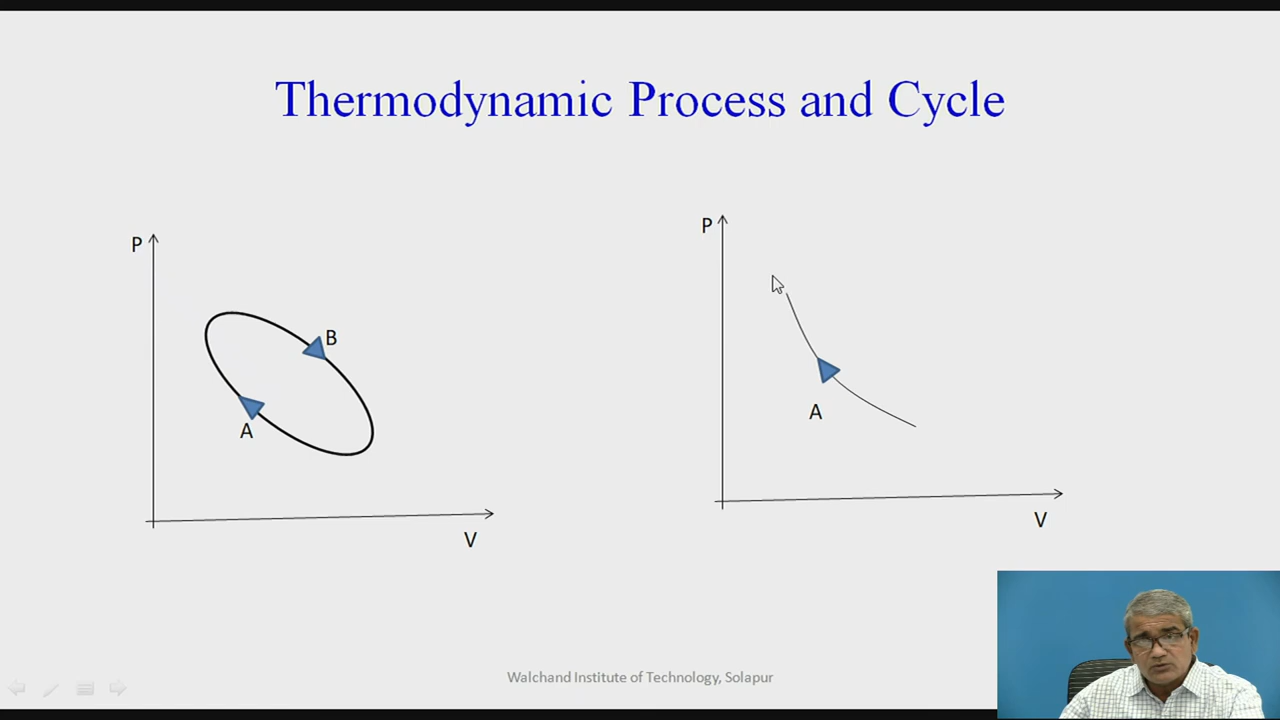 Thermodynamic Process and Cycle
P
B
A
V
P
A
V
Walchand Institute of Technology, Solapur